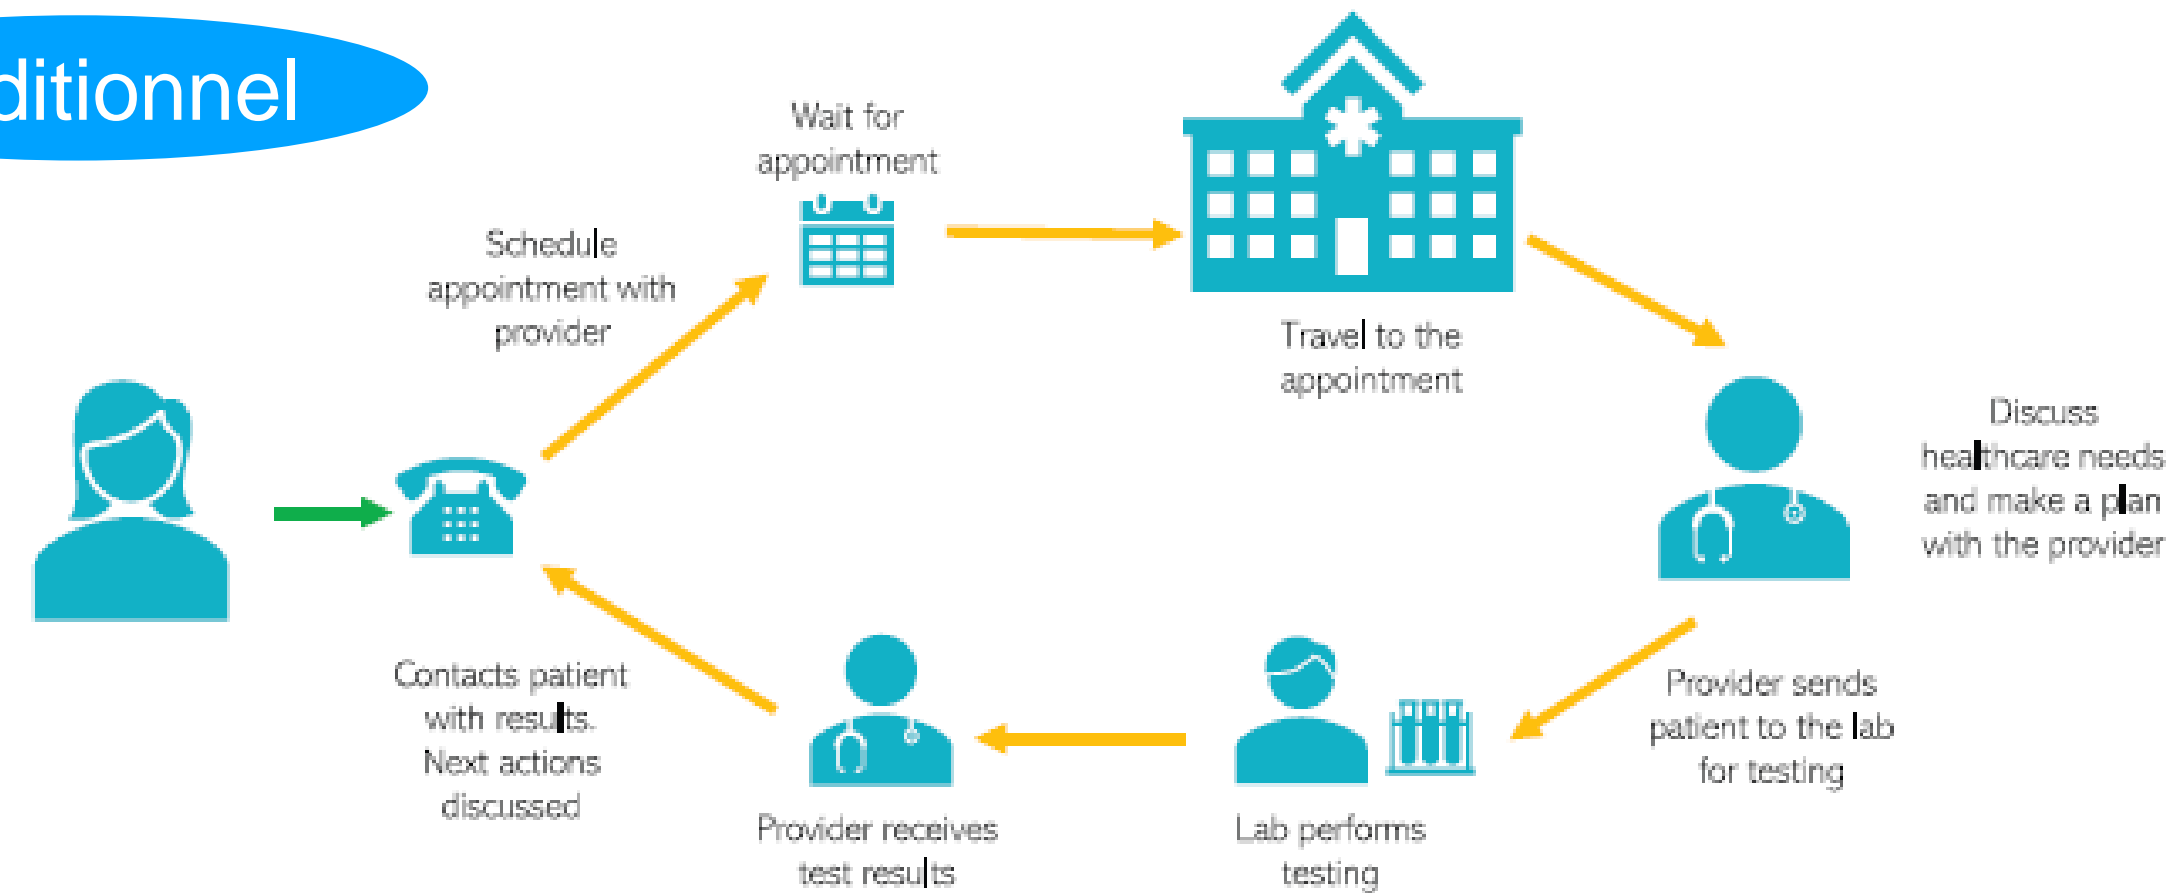 ditionnel
Wait for
appointment
Schedule
appointment with
provider
Travel to the
appointment
Discuss
healthcare needs
and make a plan
with the provider
Provider sends
patient to the lab
for testing
Lab performs
testing
Provider receives
test results
Contacts patient
with results.
Next actions
discussed